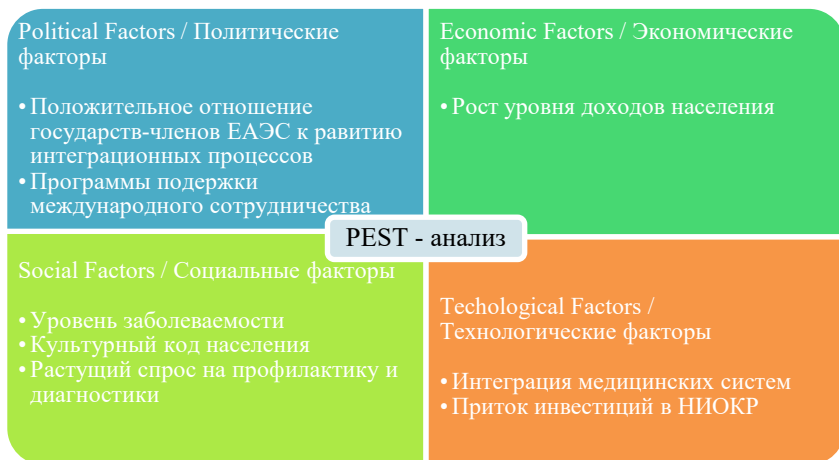 Political Factors / Политические
факторы
• Положительное отношение
государств-членов ЕАЭС к равитию
интеграционных процессов
• Программы подержки
международного сотрудничества
Economic Factors / Экономические
факторы
• Рост уровня доходов населения
PEST - анализ
Social Factors / Социальные факторы
• Уровень заболеваемости
• Культурный код населения
• Растущий спрос на профилактику и
диагностики
Techological Factors /
Технологические факторы
• Интеграция медицинских систем
• Приток инвестиций в НИОКР